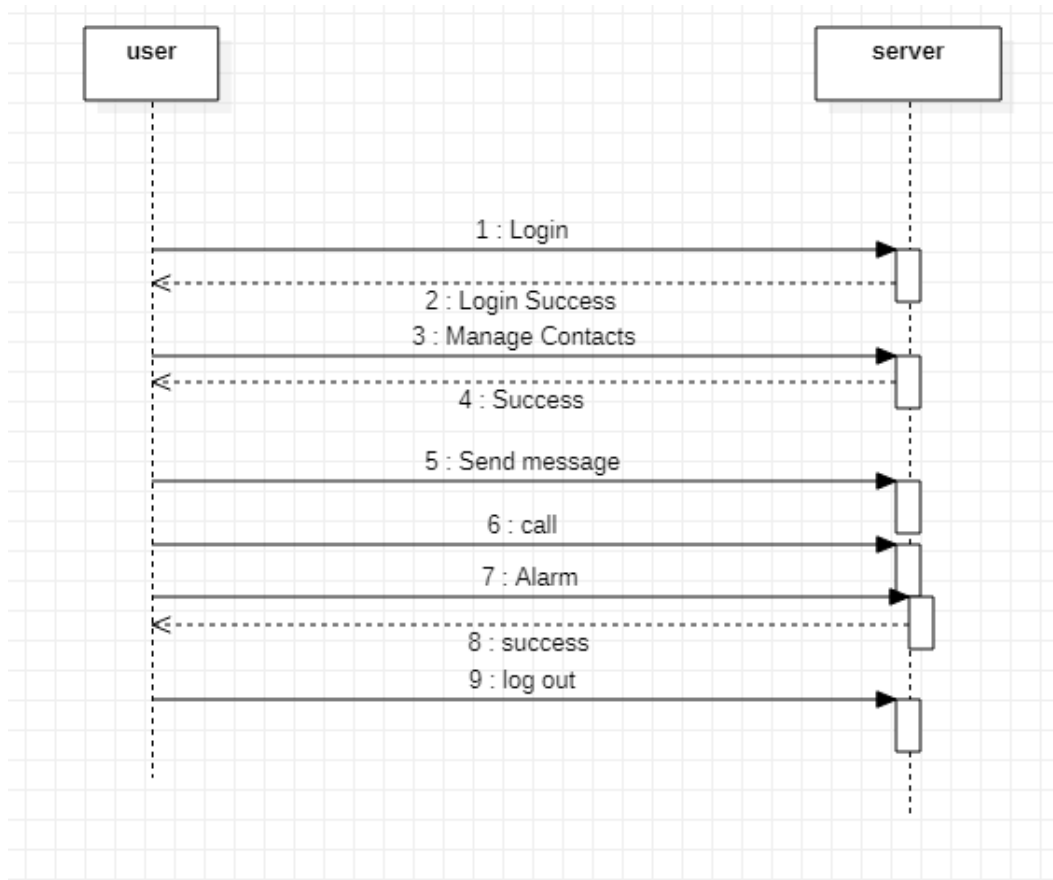 user
server
1 : Login
2 : Login Success
3 : Manage Contacts
4 : Success
5 : Send message
6 : call
7 : Alarm
8 : success
9 : log out